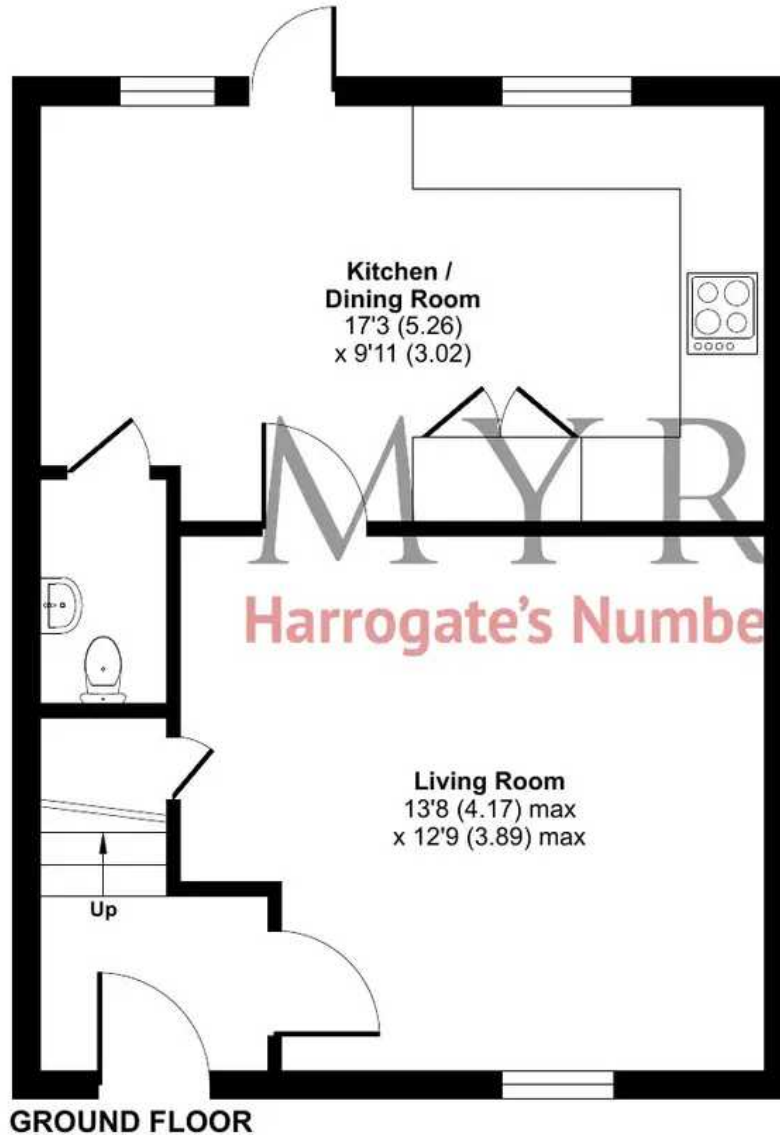 Kitchen /
Dining Room
17'3 (5.26)
x 9'11 (3.02)
MYR
Harrogate's Numbe
Living Room
13'8 (4.17) max
x 12'9 (3.89) max
Up
GROUND FLOOR